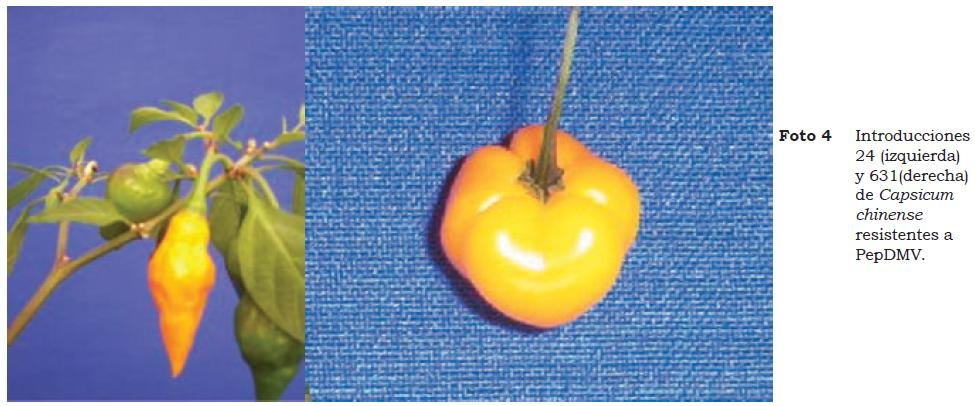 Foto 4 Introducciones
24 (izquierda)
y 631(derecha)
de Capsicum
chinense
resistentes a
PepDMV.